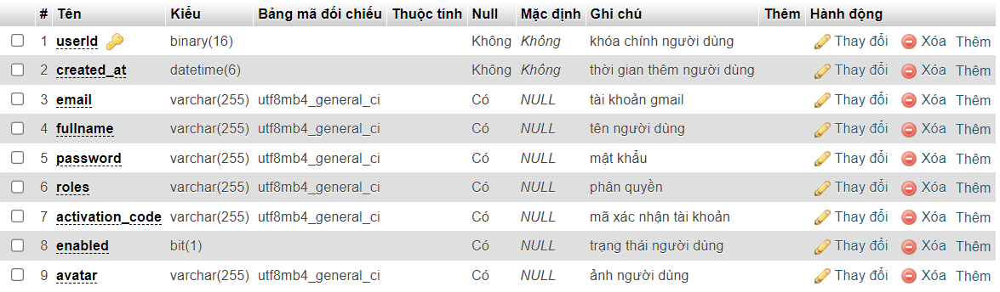 # Tên Kiểu Bảng mã đối chiếu Thuộc tính Null Mặc định Ghi chú Thêm Hành động
1 userId binary(16) Không Không khóa chính người dùng Thay đổi Xóa Thêm
2 created_at datetime(6) Không Không thời gian thêm người dùng Thay đổi Xóa Thêm
3 email varchar(255) utf8mb4_general_ci Có NULL tài khoản gmail Thay đổi Xóa Thêm
4 fullname varchar(255) utf8mb4_general_ci Có NULL tên người dùng Thay đổi Xóa Thêm
5 password varchar(255) utf8mb4_general_ci Có NULL mật khẩu Thay đổi Xóa Thêm
6 roles varchar(255) utf8mb4_general_ci Có NULL phân quyền Thay đổi Xóa Thêm
7 activation_code varchar(255) utf8mb4_general_ci Có NULL mã xác nhận tài khoản Thay đổi Xóa Thêm
8 enabled bit(1) Có NULL trạng thái người dùng Thay đổi Xóa Thêm
9 avatar varchar(255) utf8mb4_general_ci Có NULL ảnh người dùng Thay đổi Xóa Thêm